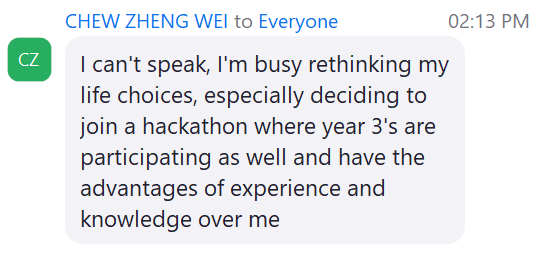 CHEW ZHENG WEI to Everyone 02:13 PM
CZ
I can't speak, I'm busy rethinking my
life choices, especially deciding to
join a hackathon where year 3's are
participating as well and have the
advantages of experience and
knowledge over me